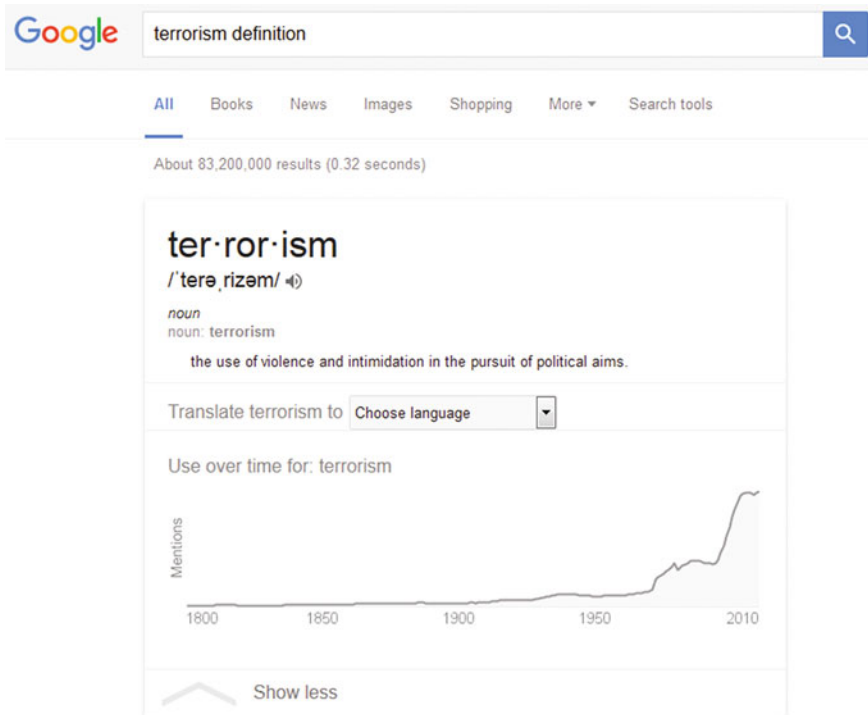 Google
terrorism definition
All Books News Images Shopping More Search tools
About 83,200,000 results (0.32 seconds)
ter·ror·ism
/ˈterəˌrizəm/
noun
noun: terrorism
the use of violence and intimidation in the pursuit of political aims.
Translate terrorism to Choose language
Use over time for: terrorism
Mentions
1800 1850 1900 1950 2010
Show less